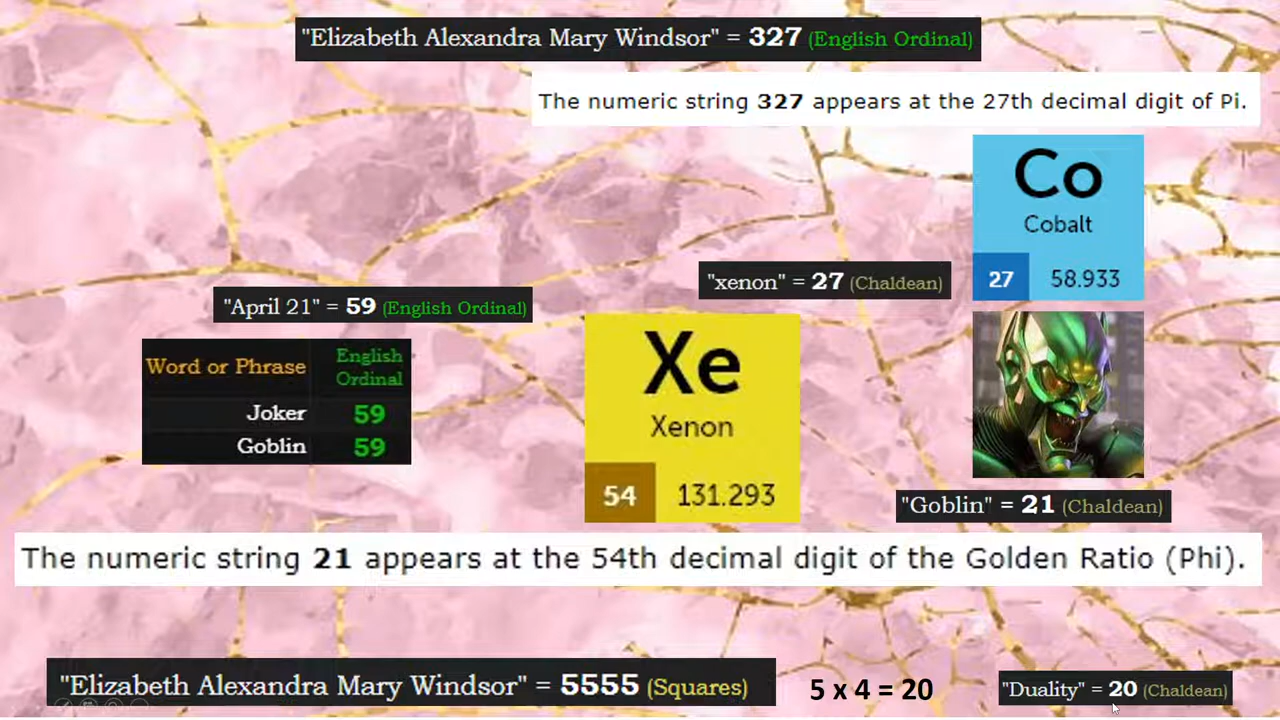 "Elizabeth Alexandra Mary Windsor" = 327 (English Ordinal)
The numeric string 327 appears at the 27th decimal digit of Pi.
Co
Cobalt
27 58.933
"xenon" = 27 (Chaldean)
"April 21" = 59 (English Ordinal)
Word or Phrase English Ordinal
Joker 59
Goblin 59
Xe
Xenon
54 131.293
"Goblin" = 21 (Chaldean)
The numeric string 21 appears at the 54th decimal digit of the Golden Ratio (Phi).
"Elizabeth Alexandra Mary Windsor" = 5555 (Squares)
5 x 4 = 20
"Duality" = 20 (Chaldean)